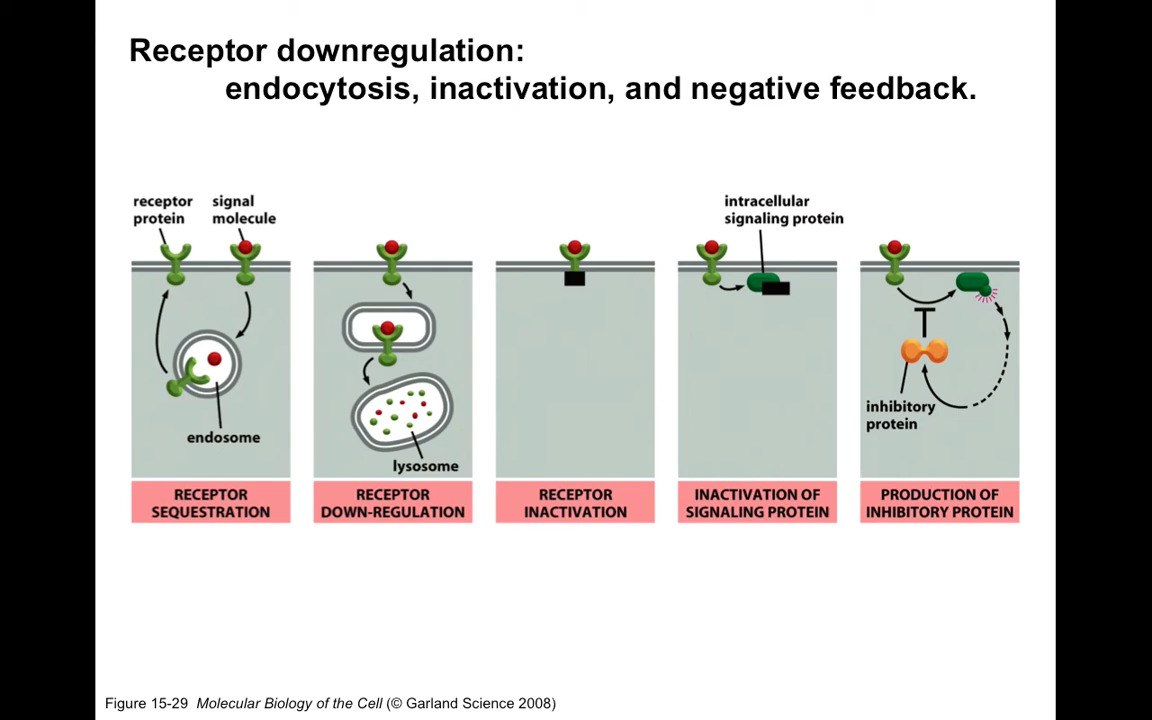 Receptor downregulation:
endocytosis, inactivation, and negative feedback.
receptor
protein
signal
molecule
endosome
lysosome
intracellular
signaling protein
inhibitory
protein
RECEPTOR
SEQUESTRATION
RECEPTOR
DOWN-REGULATION
RECEPTOR
INACTIVATION
INACTIVATION OF
SIGNALING PROTEIN
PRODUCTION OF
INHIBITORY PROTEIN
Figure 15-29 Molecular Biology of the Cell (© Garland Science 2008)